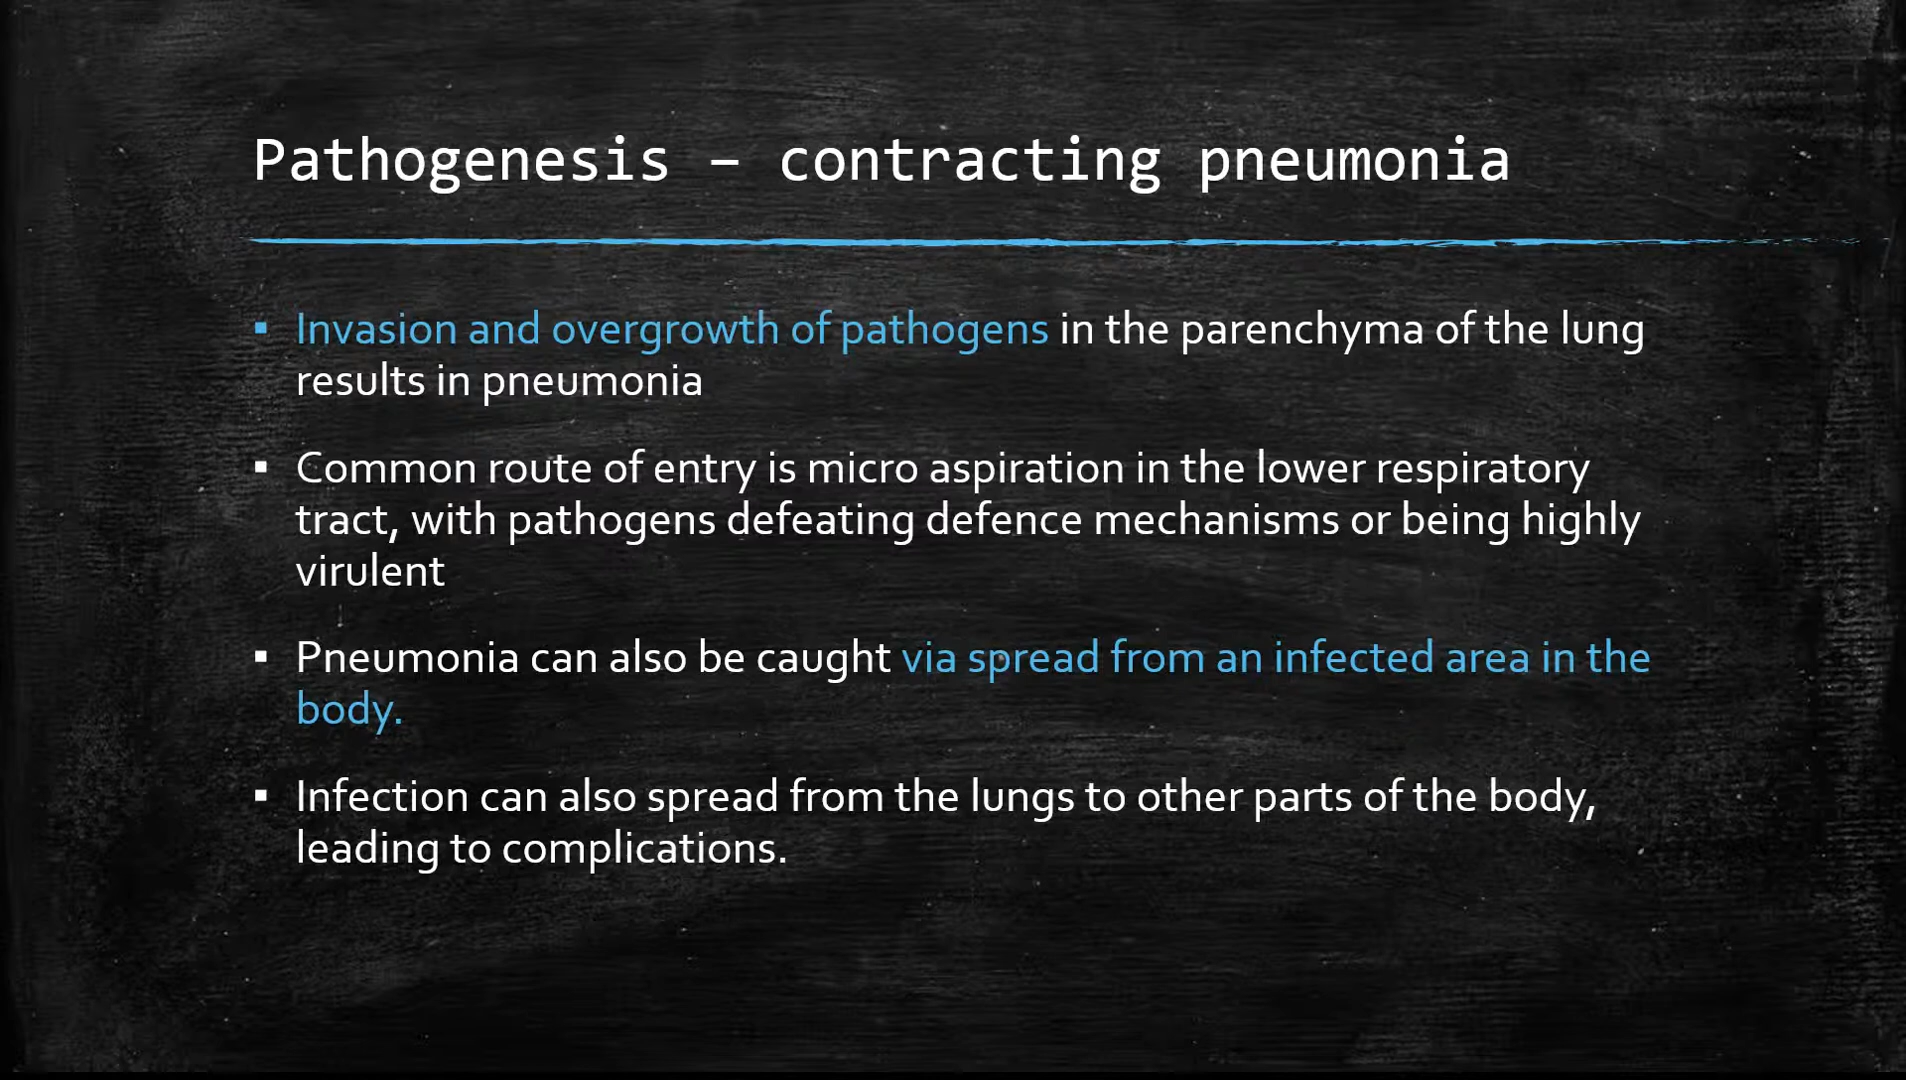 Pathogenesis – contracting pneumonia
▪ Invasion and overgrowth of pathogens in the parenchyma of the lung
results in pneumonia
▪ Common route of entry is micro aspiration in the lower respiratory
tract, with pathogens defeating defence mechanisms or being highly
virulent
▪ Pneumonia can also be caught via spread from an infected area in the
body.
▪ Infection can also spread from the lungs to other parts of the body,
leading to complications.